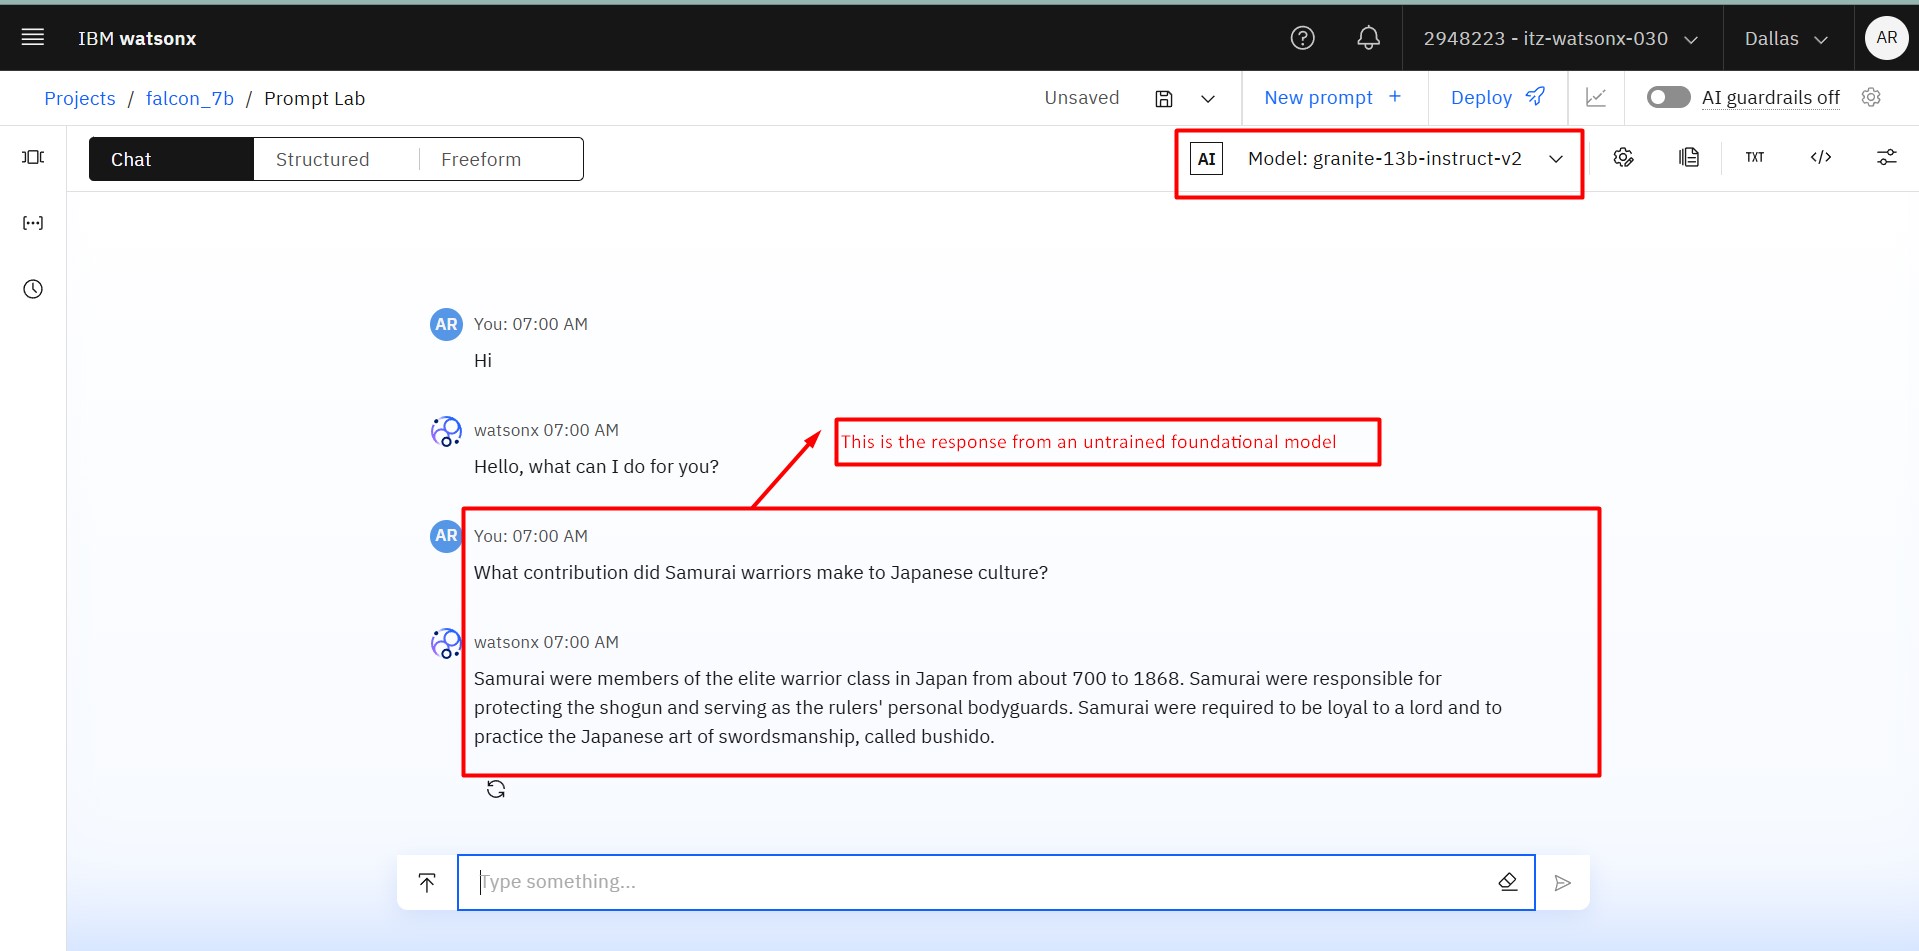 IBM watsonx
2948223 - itz-watsonx-030
Dallas
AR
Projects / falcon_7b / Prompt Lab
Unsaved
New prompt +
Deploy
AI guardrails off
Chat
Structured
Freeform
AI
Model: granite-13b-instruct-v2
TXT
</>
AR
You: 07:00 AM
Hi
watsonx 07:00 AM
Hello, what can I do for you?
This is the response from an untrained foundational model
AR
You: 07:00 AM
What contribution did Samurai warriors make to Japanese culture?
watsonx 07:00 AM
Samurai were members of the elite warrior class in Japan from about 700 to 1868. Samurai were responsible for
protecting the shogun and serving as the rulers' personal bodyguards. Samurai were required to be loyal to a lord and to
practice the Japanese art of swordsmanship, called bushido.
Type something...